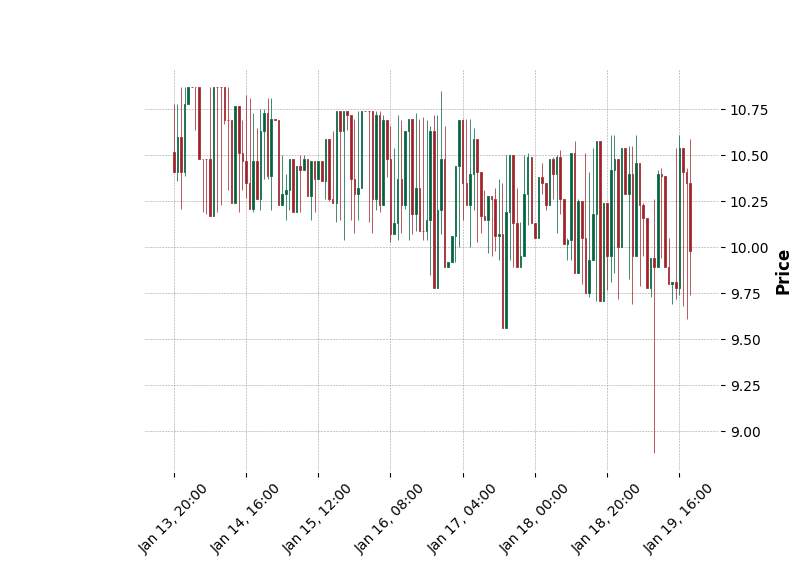 10.75
10.50
10.25
10.00
9.75
9.50
9.25
9.00
Price
Jan 13, 20:00
Jan 14, 16:00
Jan 15, 12:00
Jan 16, 08:00
Jan 17, 04:00
Jan 18, 00:00
Jan 18, 20:00
Jan 19, 16:00